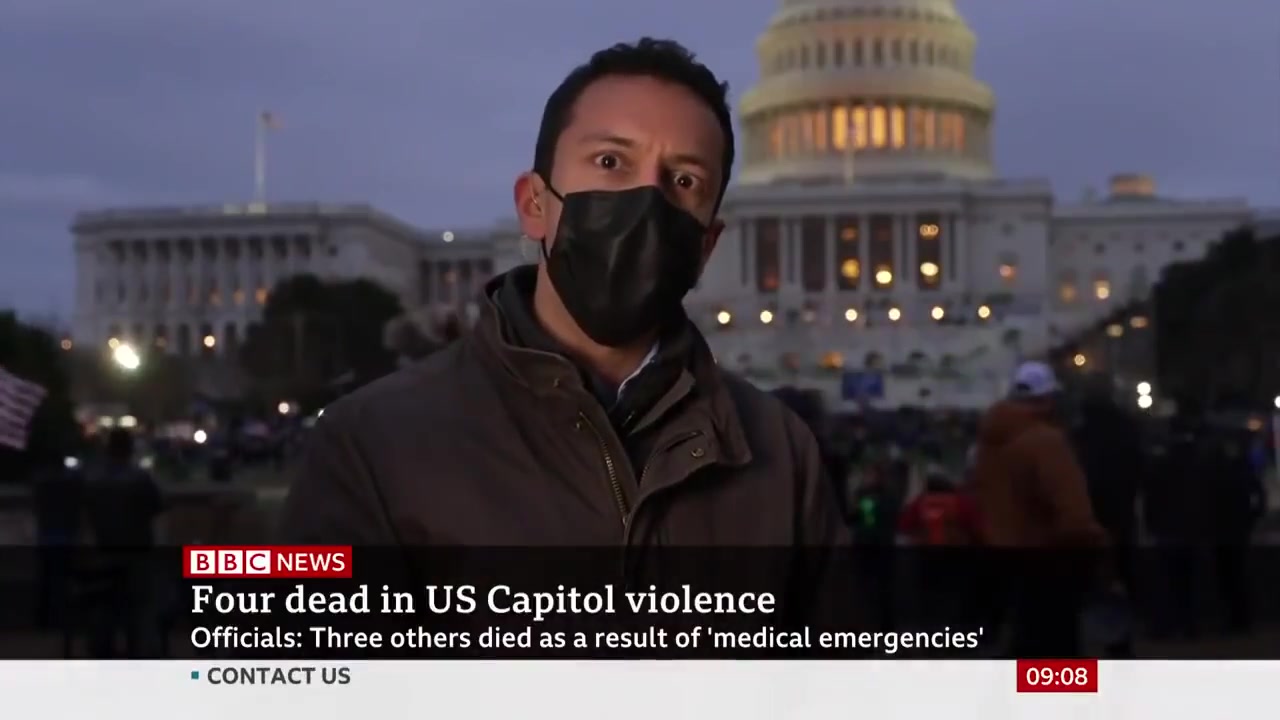 BBC NEWS
Four dead in US Capitol violence
Officials: Three others died as a result of 'medical emergencies'
CONTACT US
09:08